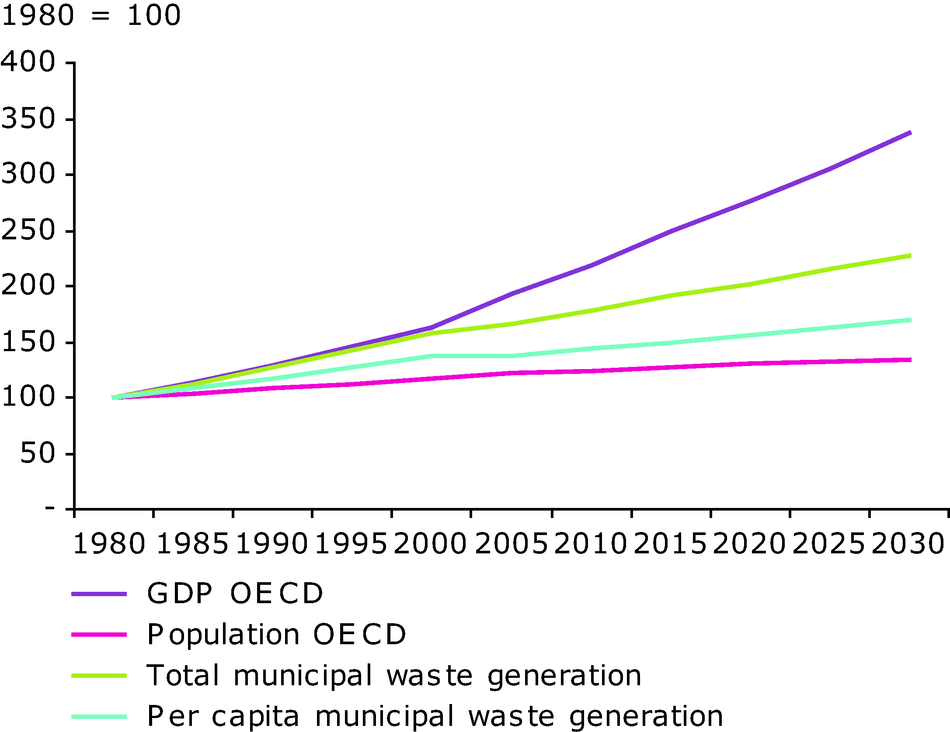 1980 = 100
400
350
300
250
200
150
100
50
-
1980 1985 1990 1995 2000 2005 2010 2015 2020 2025 2030
GDP OECD
Population OECD
Total municipal waste generation
Per capita municipal waste generation